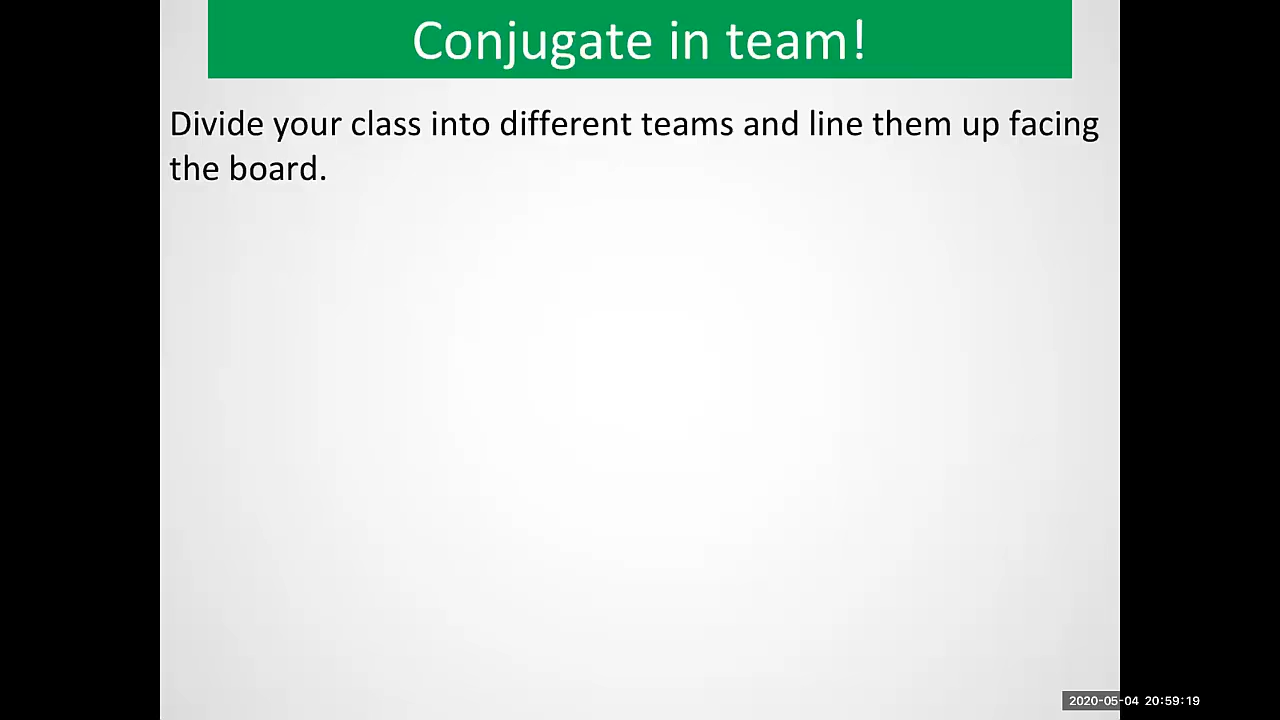 Conjugate in team!
Divide your class into different teams and line them up facing
the board.
2020-05-04 20:59:19